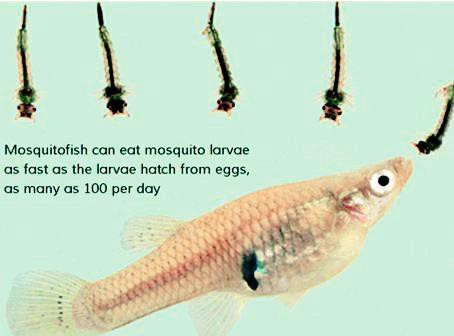 Mosquitofish can eat mosquito larvae
as fast as the larvae hatch from eggs,
as many as 100 per day